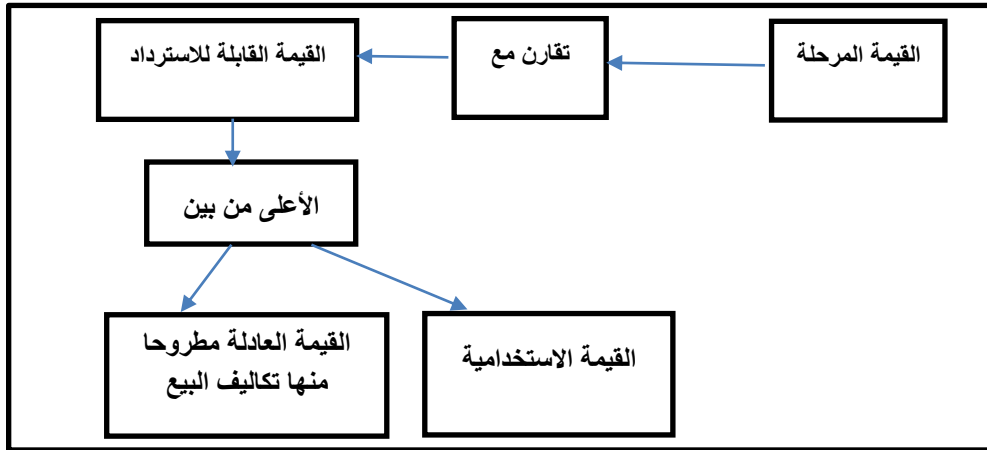 القيمة المرحلة
تقارن مع
القيمة القابلة للاسترداد
الأعلى من بين
القيمة الاستخدامية
القيمة العادلة مطروحا
منها تكاليف البيع